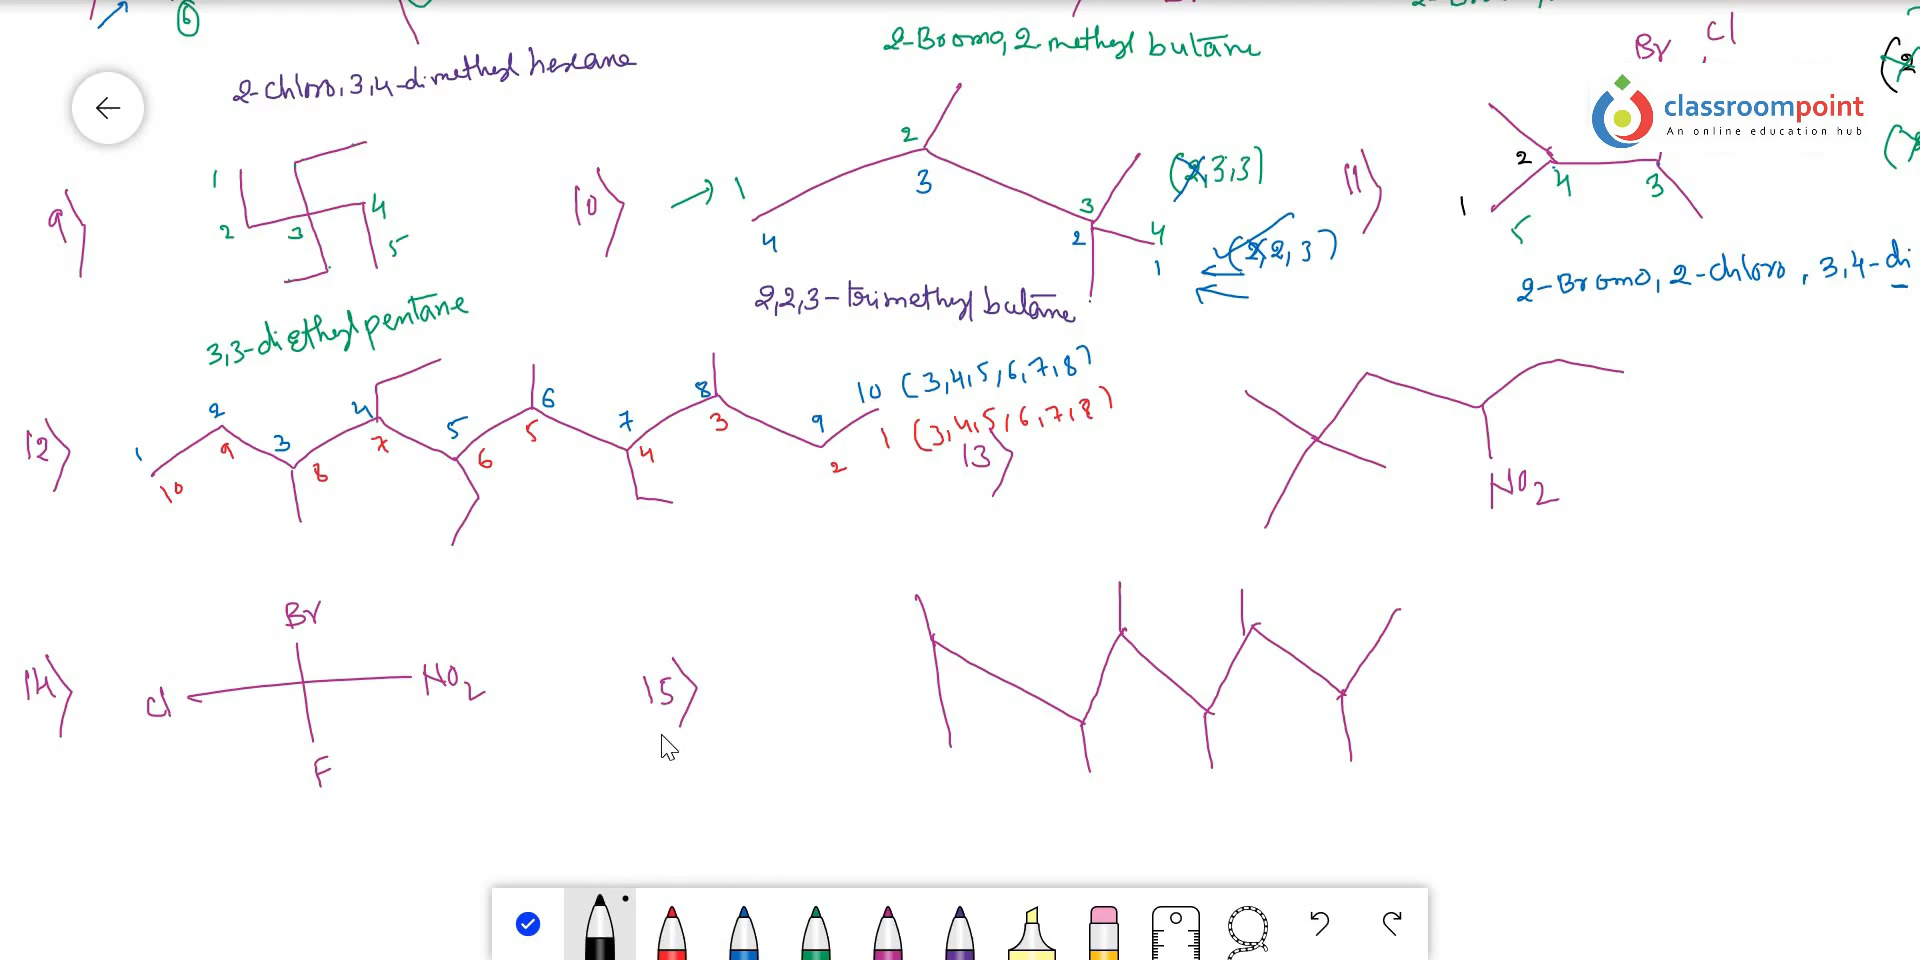 6
2-Bromo, 2 methyl butane
Br Cl
2-chloro, 3,4-dimethyl hexane
classroompoint
An online education hub
9)
1
2
3
4
5
3,3-diethyl pentane
10)
1
2
3
4
3
2
4
1
(2,3,3)
(2,2,3)
2,2,3-trimethyl butane
11)
2
4
3
1
5
2-Bromo, 2-chloro, 3,4-di
12)
1 2 3 4 5 6 7 8 9 10 (3,4,5,6,7,8)
10 9 8 7 6 5 4 3 2 1 (3,4,5,6,7,8)
13)
NO2
14)
Br
Cl
NO2
F
15)